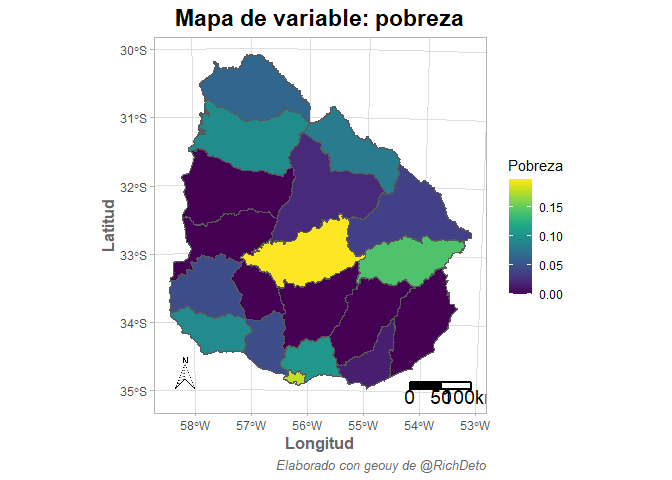 Mapa de variable: pobreza
30°S
31°S
32°S
33°S
34°S
35°S
Latitud
Pobreza
0.15
0.10
0.05
0.00
N
0
58°W 57°W 56°W 55°W 54°W 53°W
Longitud
Elaborado con geouy de @RichDeto